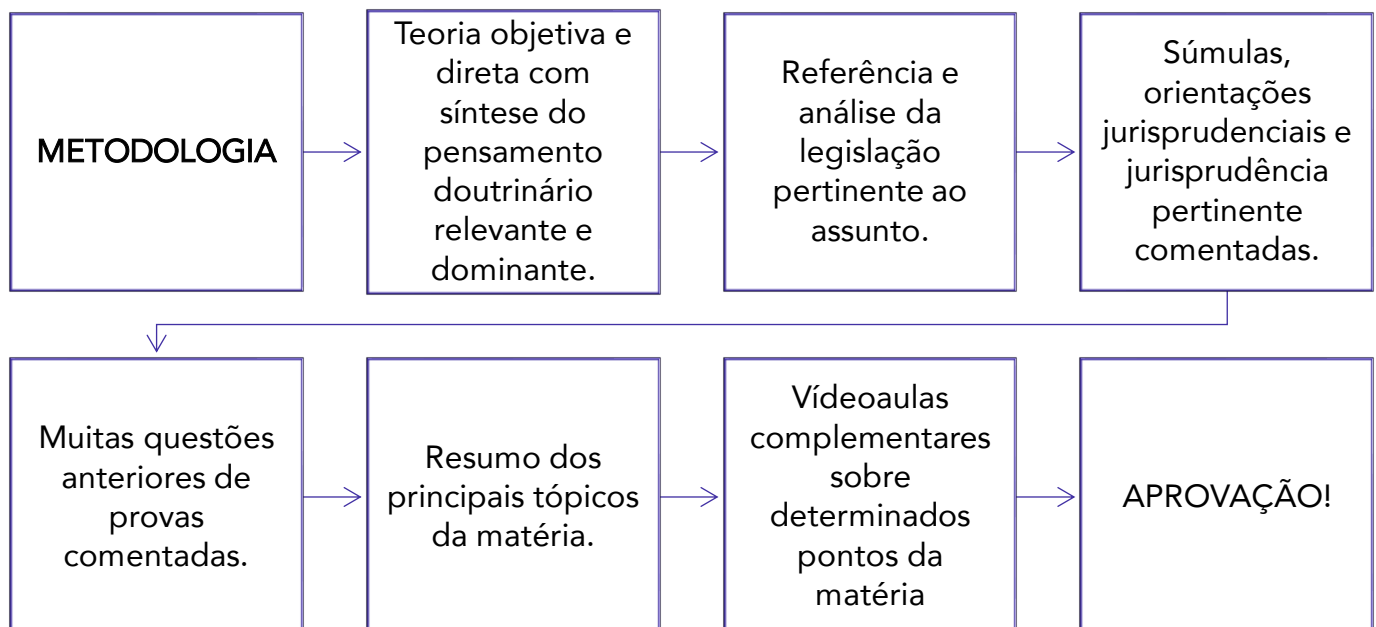 METODOLOGIA
Teoria objetiva e
direta com
síntese do
pensamento
doutrinário
relevante e
dominante.
Referência e
análise da
legislação
pertinente ao
assunto.
Súmulas,
orientações
jurisprudenciais e
jurisprudência
pertinente
comentadas.
Muitas questões
anteriores de
provas
comentadas.
Resumo dos
principais tópicos
da matéria.
Vídeoaulas
complementares
sobre
determinados
pontos da
matéria
APROVAÇÃO!